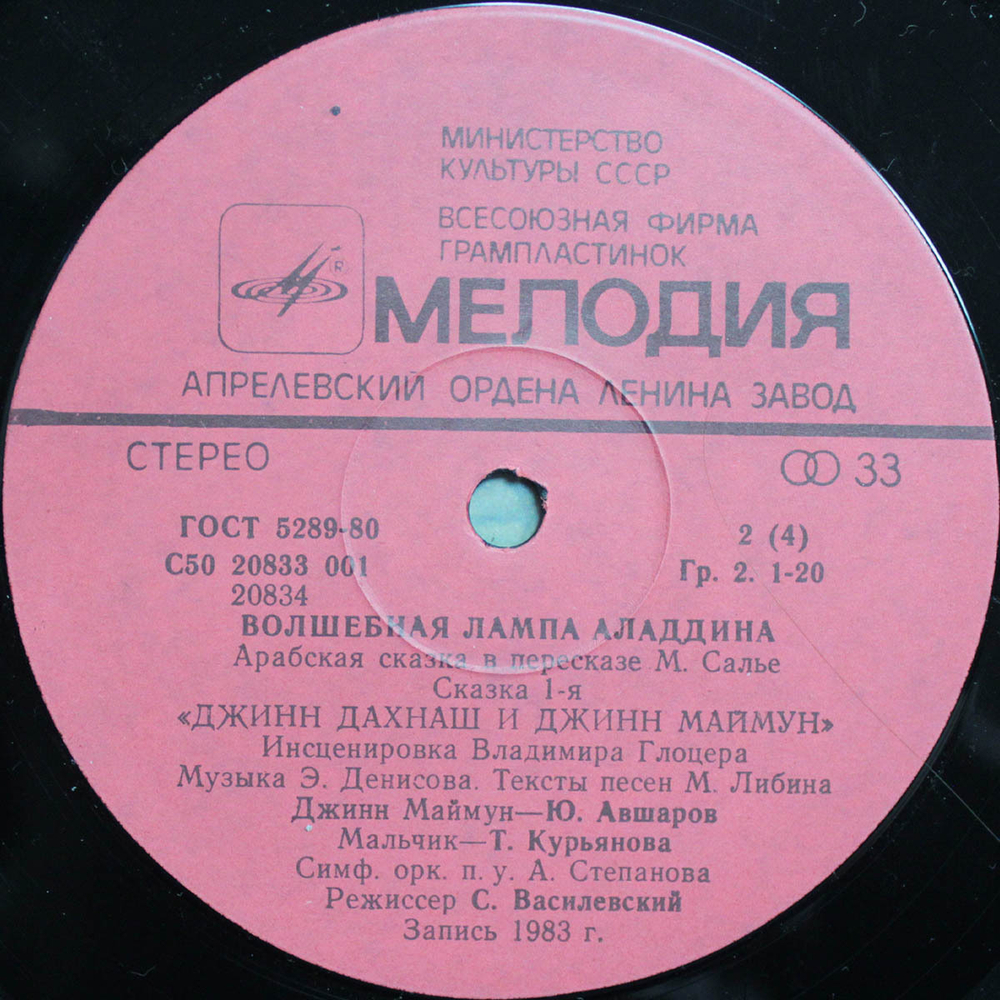 МИНИСТЕРСТВО
КУЛЬТУРЫ СССР
ВСЕСОЮЗНАЯ ФИРМА
ГРАМПЛАСТИНОК
®
МЕЛОДИЯ
АПРЕЛЕВСКИЙ ОРДЕНА ЛЕНИНА ЗАВОД
СТЕРЕО
33
ГОСТ 5289-80
2 (4)
С50 20833 001
Гр. 2. 1-20
20834
ВОЛШЕБНАЯ ЛАМПА АЛАДДИНА
Арабская сказка в пересказе М. Салье
Сказка 1-я
«ДЖИНН ДАХНАШ И ДЖИНН МАЙМУН»
Инсценировка Владимира Глоцера
Музыка Э. Денисова. Тексты песен М. Либина
Джинн Маймун—Ю. Авшаров
Мальчик—Т. Курьянова
Симф. орк. п. у. А. Степанова
Режиссер С. Василевский
Запись 1983 г.